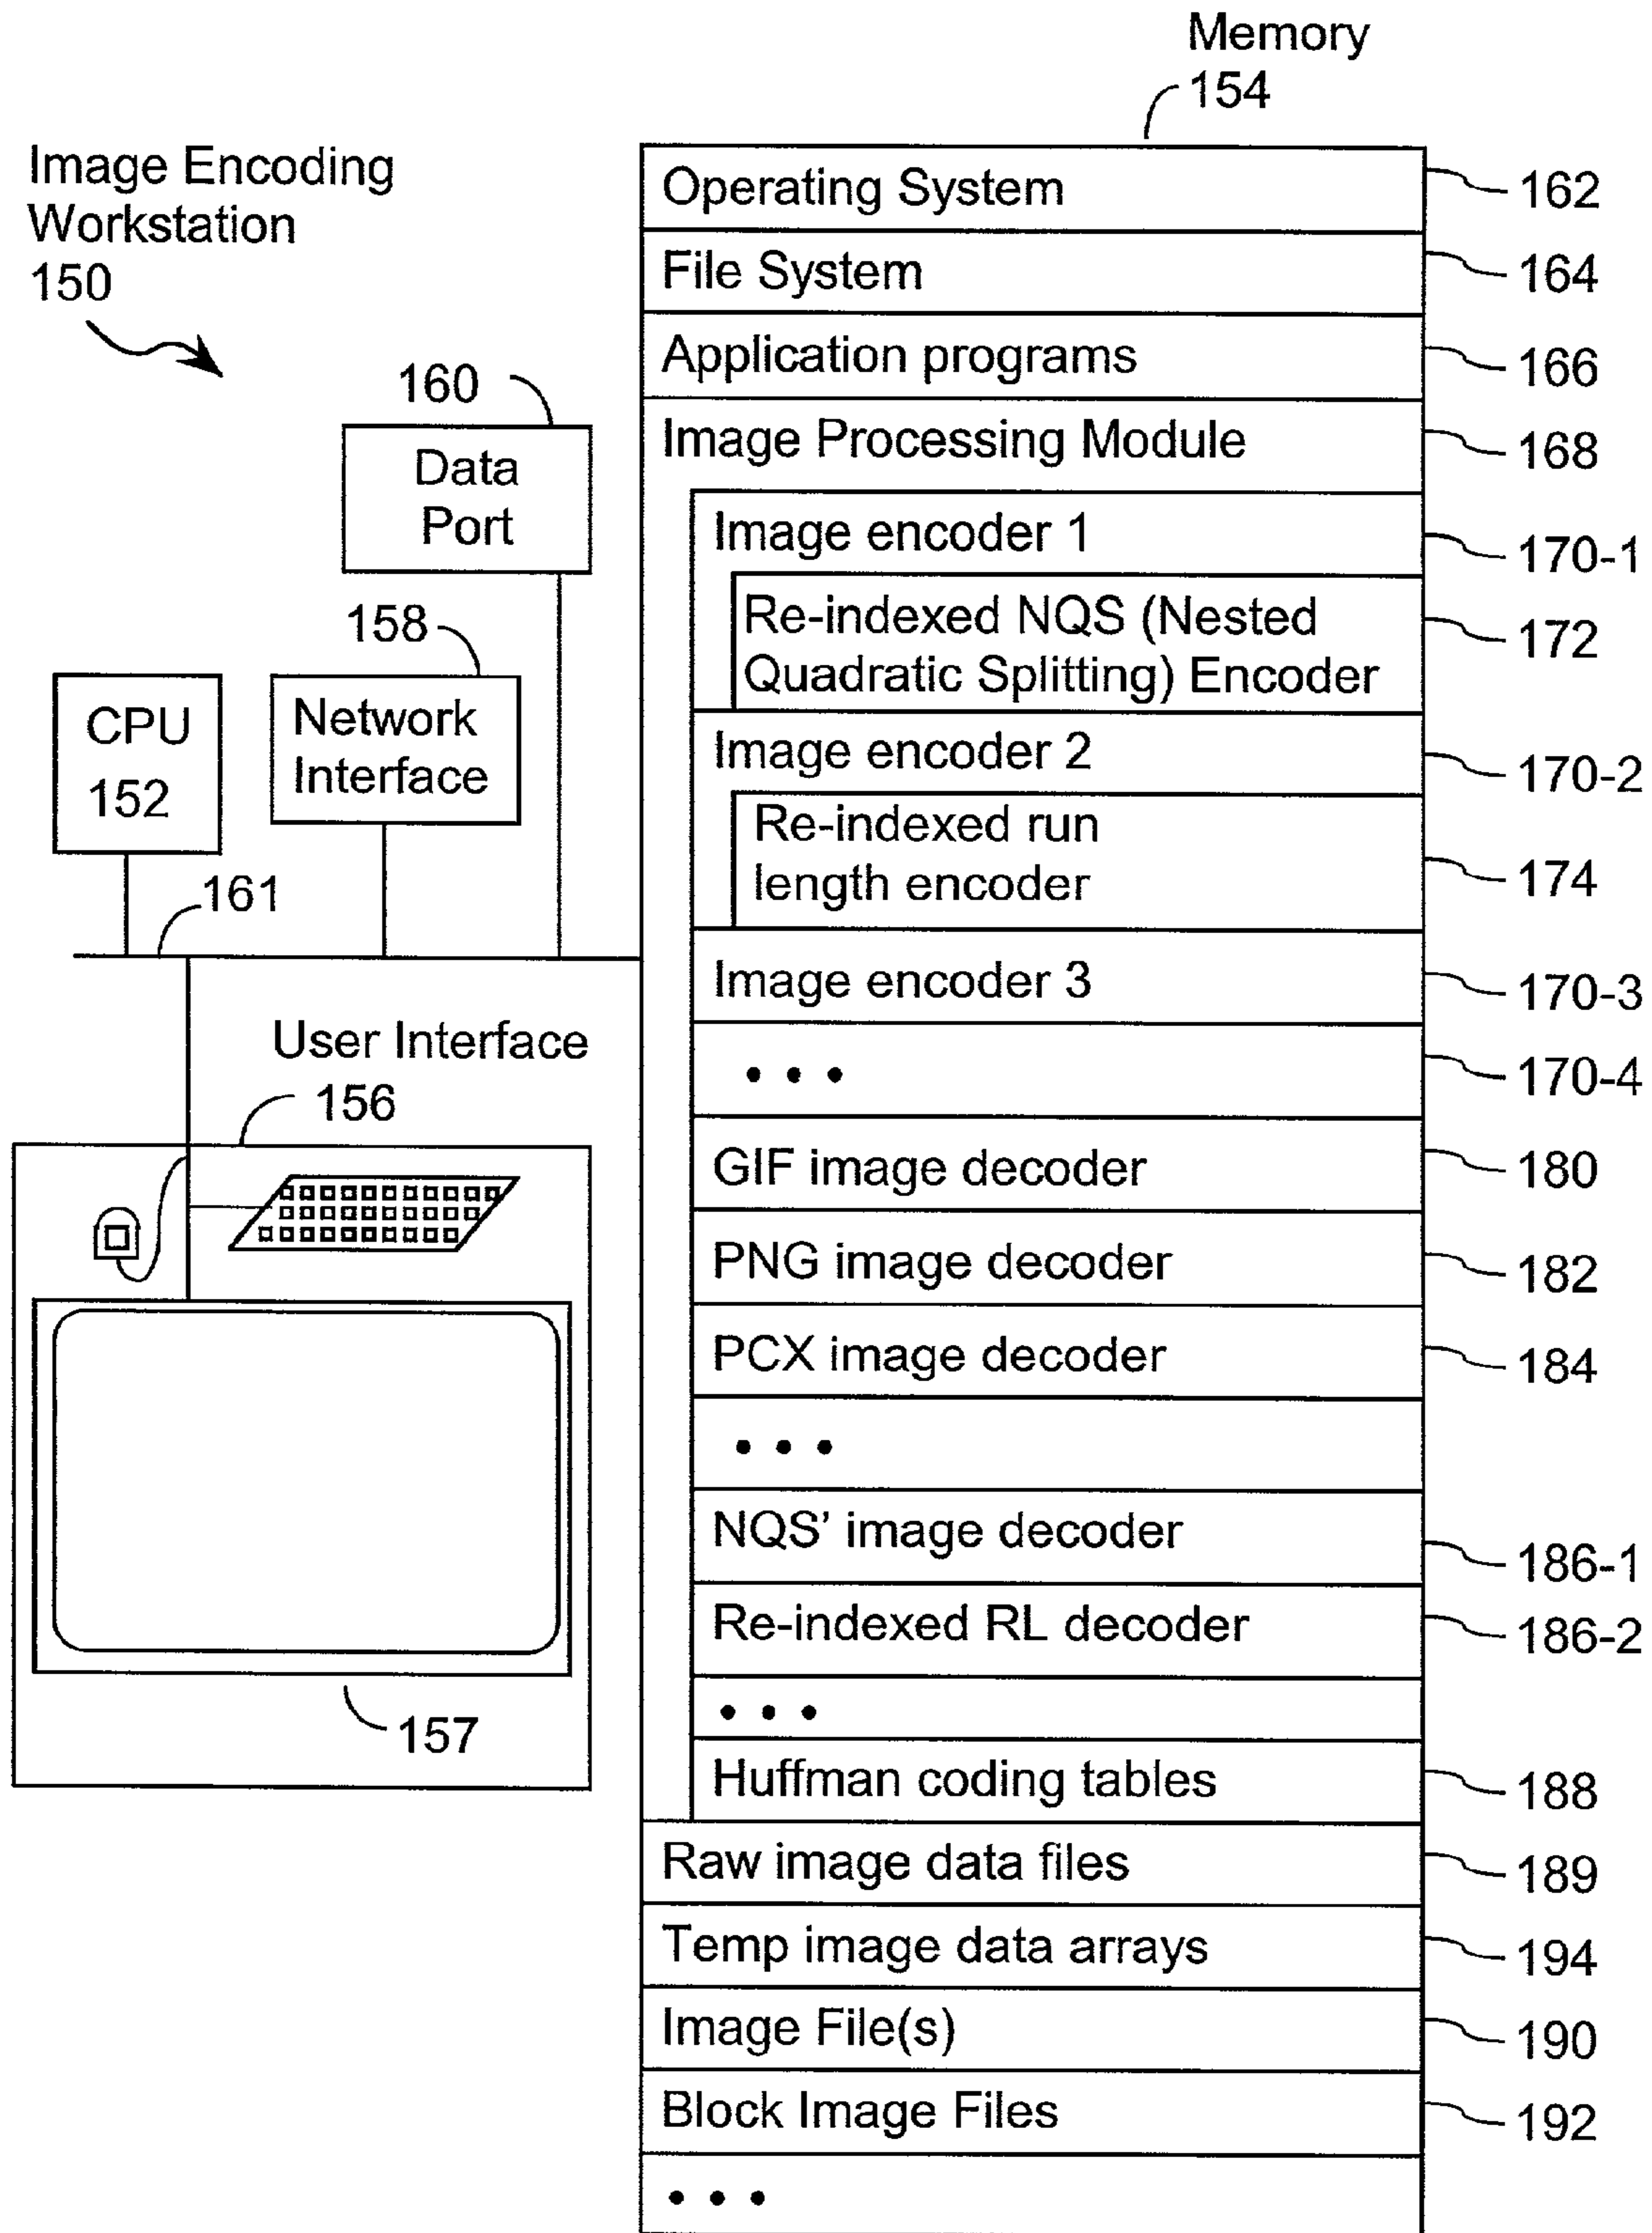 Memory
154
Image Encoding
Workstation
150
160
Data
Port
158
Network
Interface
CPU
152
161
User Interface
156
157
Operating System 162
File System 164
Application programs 166
Image Processing Module 168
Image encoder 1 170-1
Re-indexed NQS (Nested
Quadratic Splitting) Encoder 172
Image encoder 2 170-2
Re-indexed run
length encoder 174
Image encoder 3 170-3
• • • 170-4
GIF image decoder 180
PNG image decoder 182
PCX image decoder 184
• • •
NQS' image decoder 186-1
Re-indexed RL decoder 186-2
• • •
Huffman coding tables 188
Raw image data files 189
Temp image data arrays 194
Image File(s) 190
Block Image Files 192
• • •